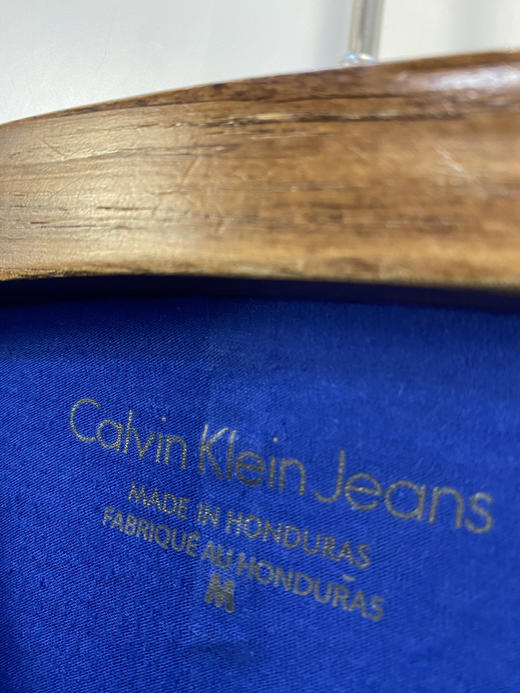 Calvin Klein Jeans
MADE IN HONDURAS
FABRIQUÉ AU HONDURAS
M